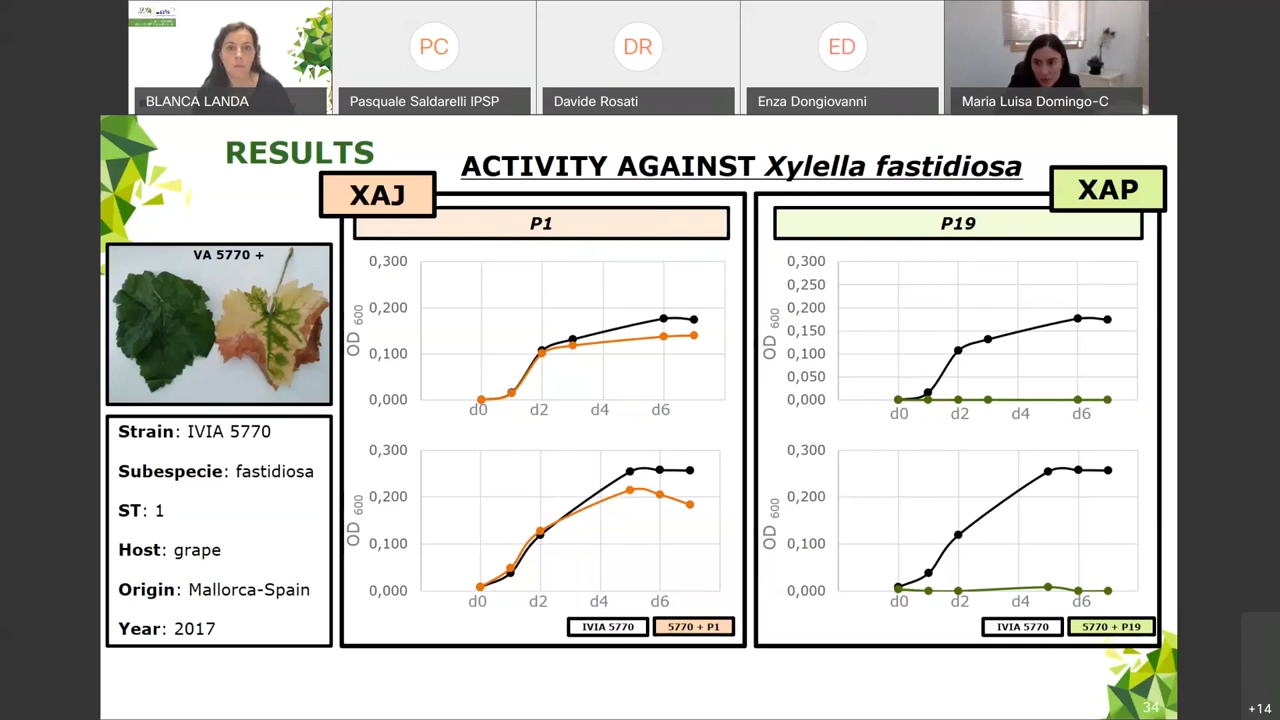 PC
DR
ED
BLANCA LANDA
Pasquale Saldarelli IPSP
Davide Rosati
Enza Dongiovanni
Maria Luisa Domingo-C
RESULTS
ACTIVITY AGAINST Xylella fastidiosa
XAJ
XAP
P1
P19
VA 5770 +
Strain: IVIA 5770
Subespecie: fastidiosa
ST: 1
Host: grape
Origin: Mallorca-Spain
Year: 2017
0,300
0,200
0,100
0,000
OD 600
d0 d2 d4 d6
0,300
0,200
0,100
0,000
OD 600
d0 d2 d4 d6
IVIA 5770
5770 + P1
0,300
0,250
0,200
0,150
0,100
0,050
0,000
OD 600
d0 d2 d4 d6
0,300
0,200
0,100
0,000
OD 600
d0 d2 d4 d6
IVIA 5770
5770 + P19
34
+14